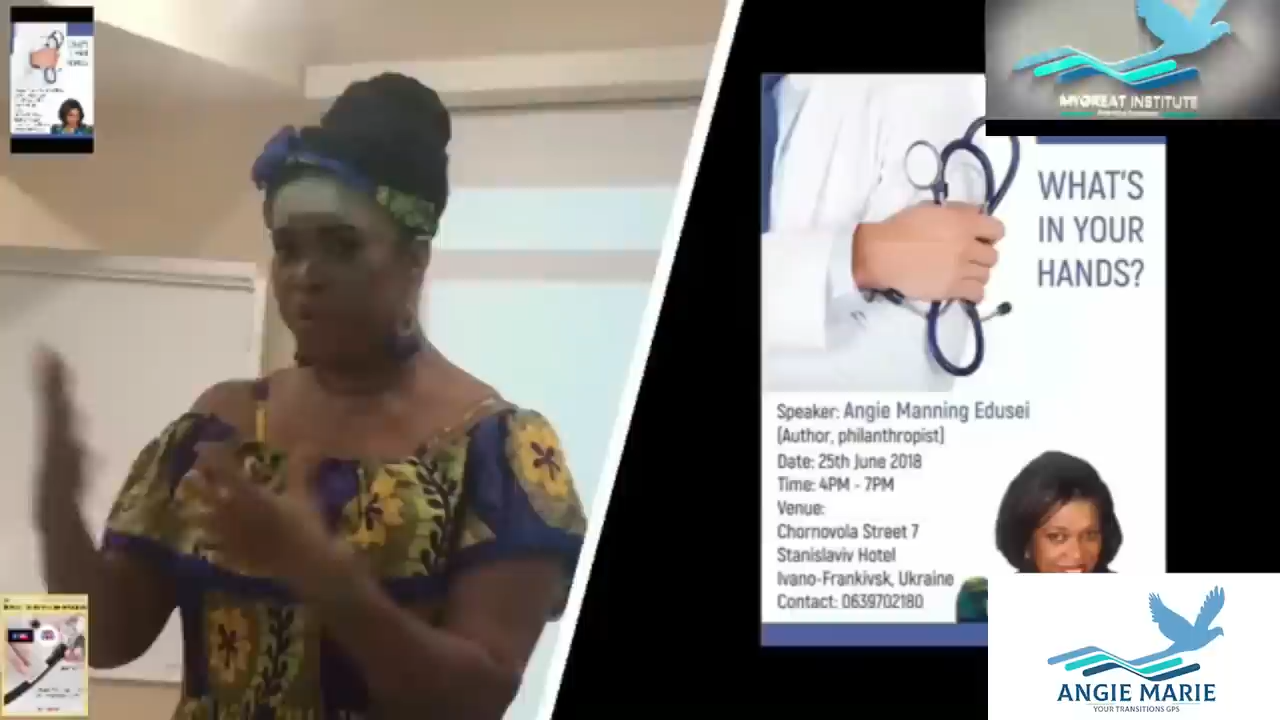 MYGREAT INSTITUTE
WHAT'S
IN YOUR
HANDS?
Speaker: Angie Manning Edusei
(Author, philanthropist)
Date: 25th June 2018
Time: 4PM - 7PM
Venue:
Chornovola Street 7
Stanislaviv Hotel
Ivano-Frankivsk, Ukraine
Contact: 0639702180
ANGIE MARIE
YOUR TRANSITIONS GPS